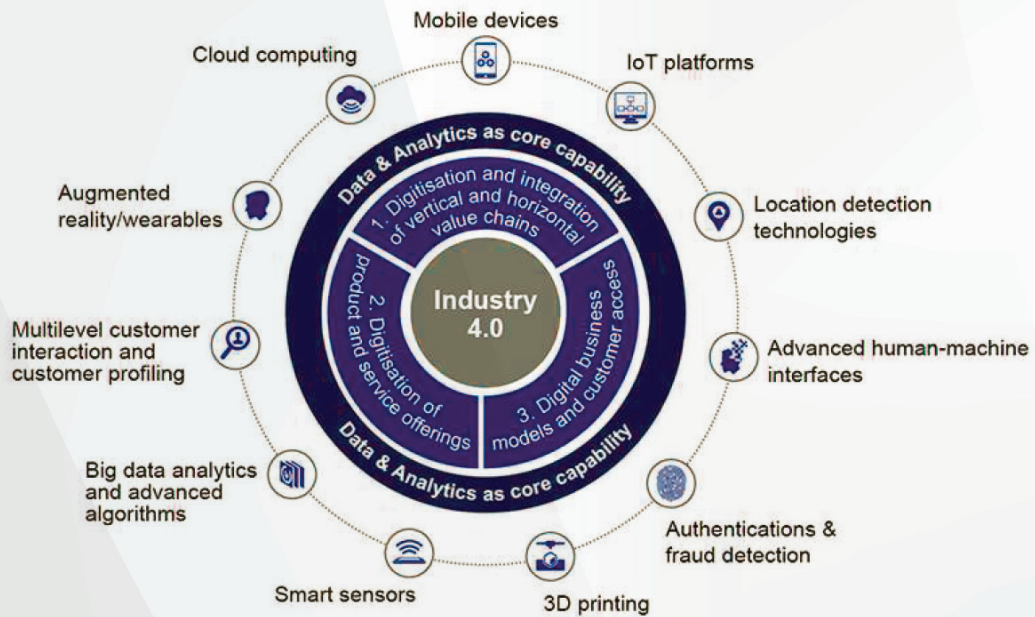 Mobile devices
Cloud computing
IoT platforms
Data & Analytics as core capability
1. Digitisation and integration
of vertical and horizontal
value chains
Augmented
reality/wearables
Location detection
technologies
Industry
4.0
2. Digitisation of
product and service offerings
3. Digital business
models and customer access
Multilevel customer
interaction and
customer profiling
Advanced human-machine
interfaces
Data & Analytics as core capability
Big data analytics
and advanced
algorithms
Authentications &
fraud detection
Smart sensors
3D printing